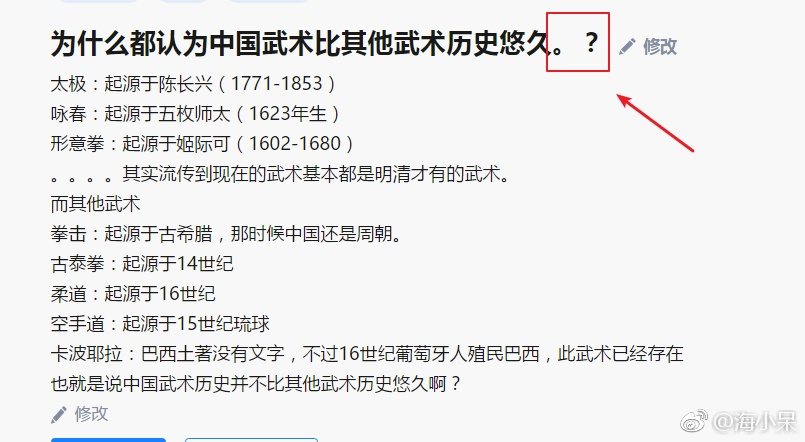 为什么都认为中国武术比其他武术历史悠久。？ 修改
太极：起源于陈长兴（1771-1853）
咏春：起源于五枚师太（1623年生）
形意拳：起源于姬际可（1602-1680）
。。。。其实流传到现在的武术基本都是明清才有的武术。
而其他武术
拳击：起源于古希腊，那时候中国还是周朝。
古泰拳：起源于14世纪
柔道：起源于16世纪
空手道：起源于15世纪琉球
卡波耶拉：巴西土著没有文字，不过16世纪葡萄牙人殖民巴西，此武术已经存在
也就是说中国武术历史并不比其他武术历史悠久啊？
修改
@海小呆